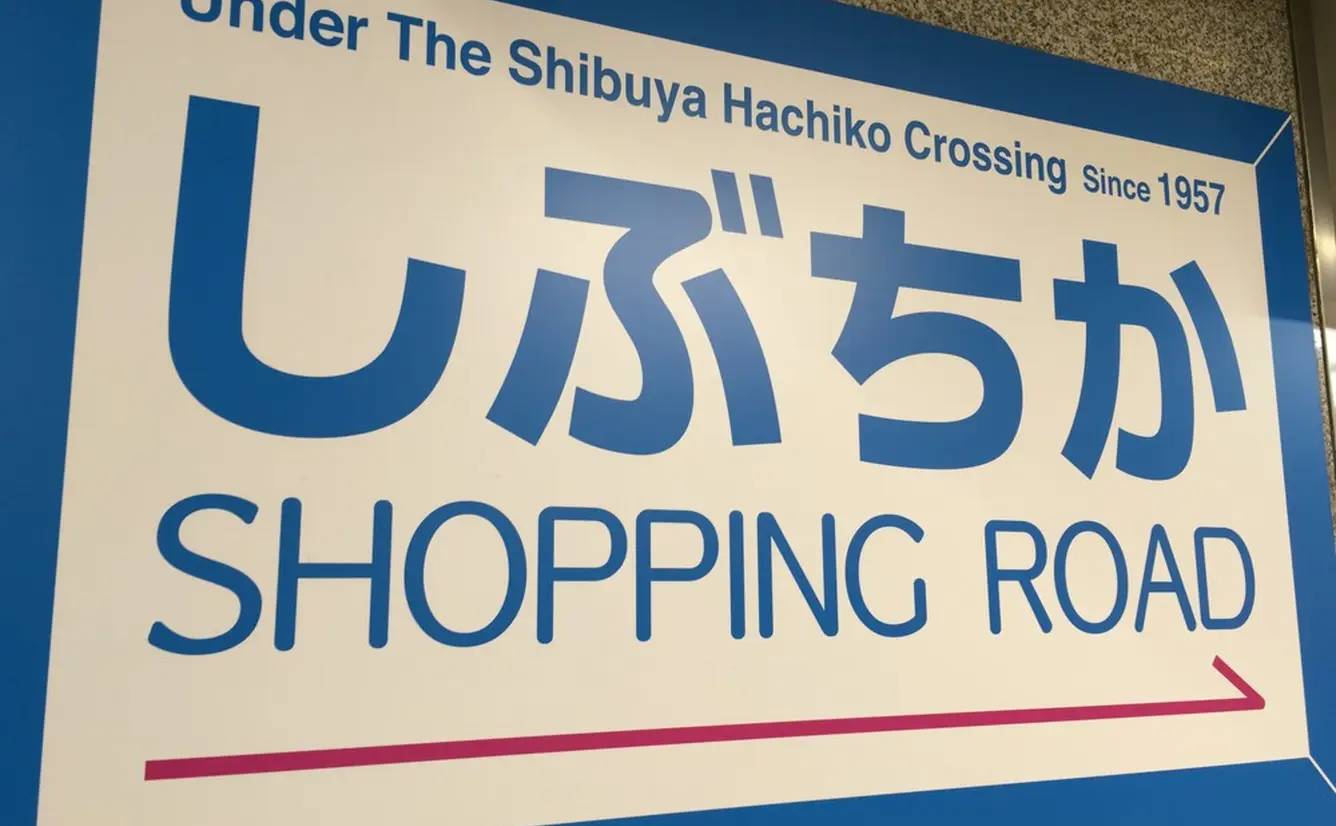 Under The Shibuya Hachiko Crossing Since 1957
しぶちか
SHOPPING ROAD